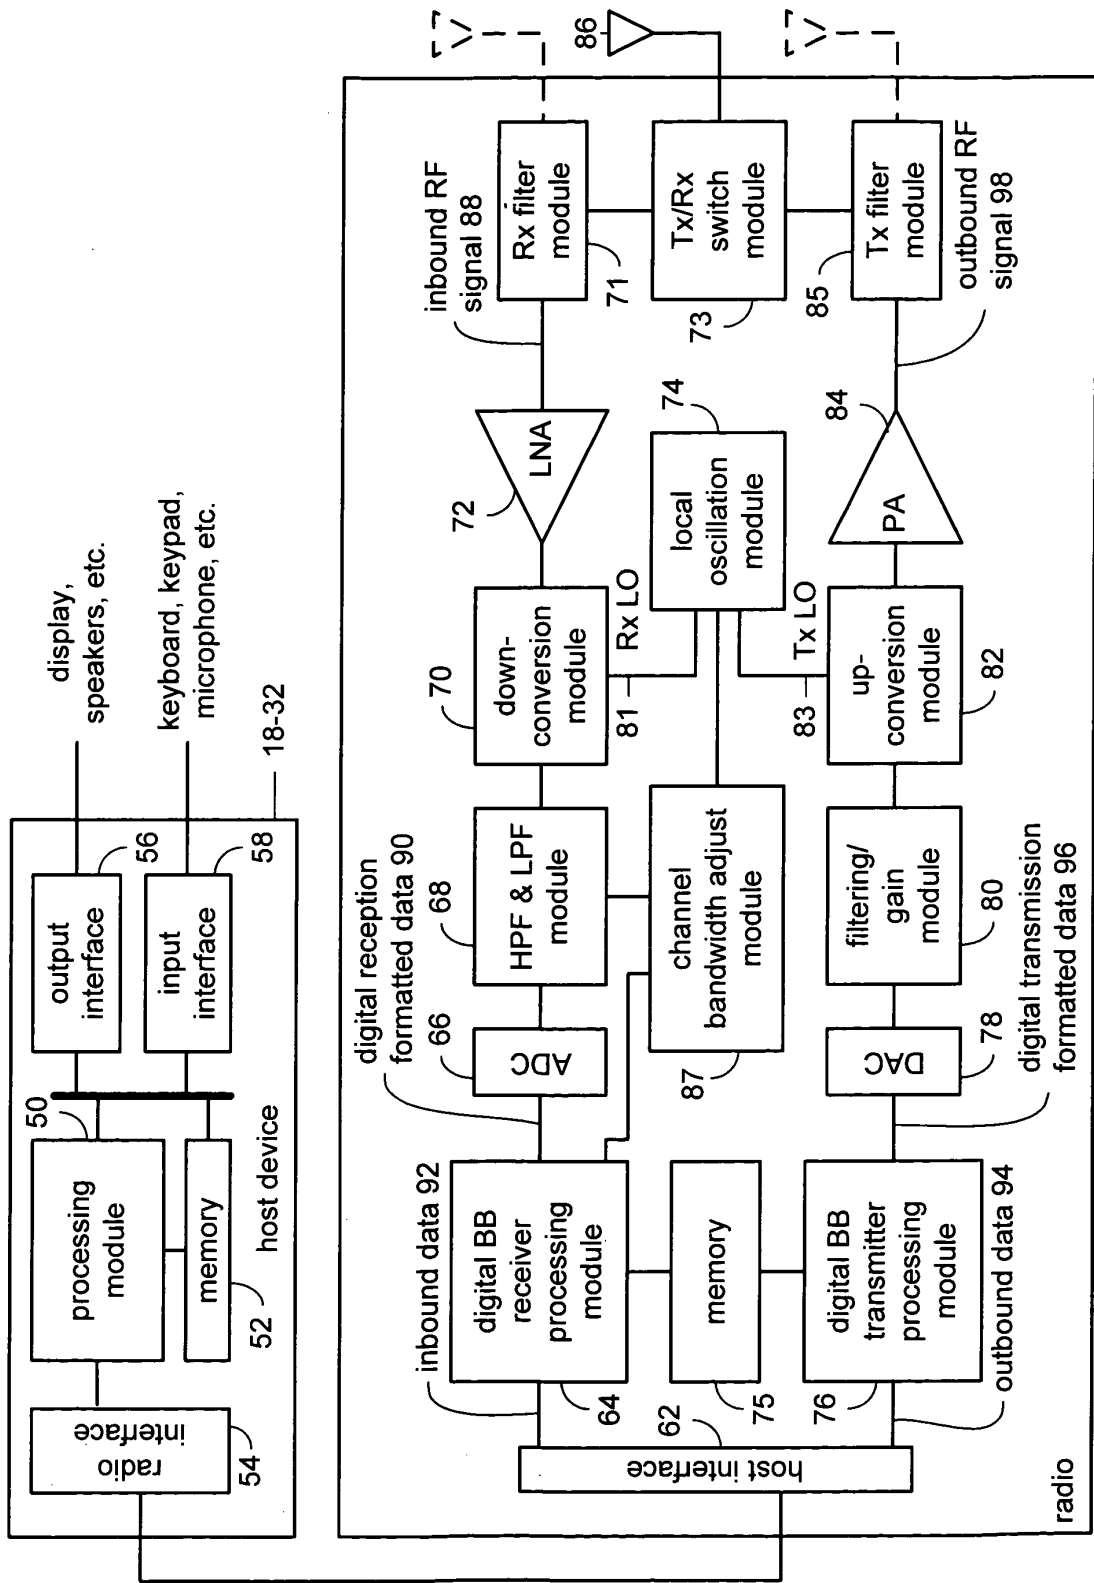 display,
speakers, etc.
keyboard, keypad,
microphone, etc.
18-32
output
interface
56
input
interface
58
50
processing
module
memory
52
host device
radio
interface
54
radio
host interface
62
inbound data 92
digital BB
receiver
processing
module
64
digital reception
formatted data 90
ADC
66
HPF & LPF
module
68
down-
conversion
module
70
LNA
72
inbound RF
signal 88
Rx filter
module
71
Tx/Rx
switch
module
73
86
memory
75
channel
bandwidth adjust
module
87
Rx LO
81
local
oscillation
module
74
Tx LO
83
digital BB
transmitter
processing
module
76
outbound data 94
DAC
78
digital transmission
formatted data 96
filtering/
gain
module
80
up-
conversion
module
82
PA
84
outbound RF
signal 98
Tx filter
module
85